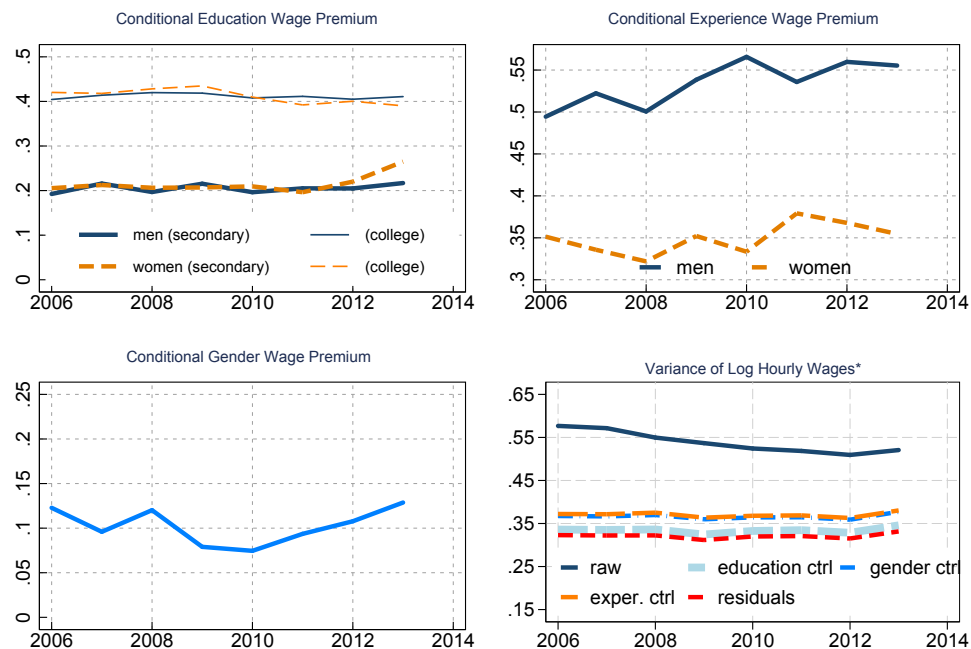 Conditional Education Wage Premium
.5
.4
.3
.2
.1
0
men (secondary)
(college)
women (secondary)
(college)
2006 2008 2010 2012 2014
Conditional Experience Wage Premium
.55
.5
.45
.4
.35
.3
men
women
2006 2008 2010 2012 2014
Conditional Gender Wage Premium
.25
.2
.15
.1
.05
0
2006 2008 2010 2012 2014
Variance of Log Hourly Wages*
.65
.55
.45
.35
.25
.15
raw
education ctrl
gender ctrl
exper. ctrl
residuals
2006 2008 2010 2012 2014